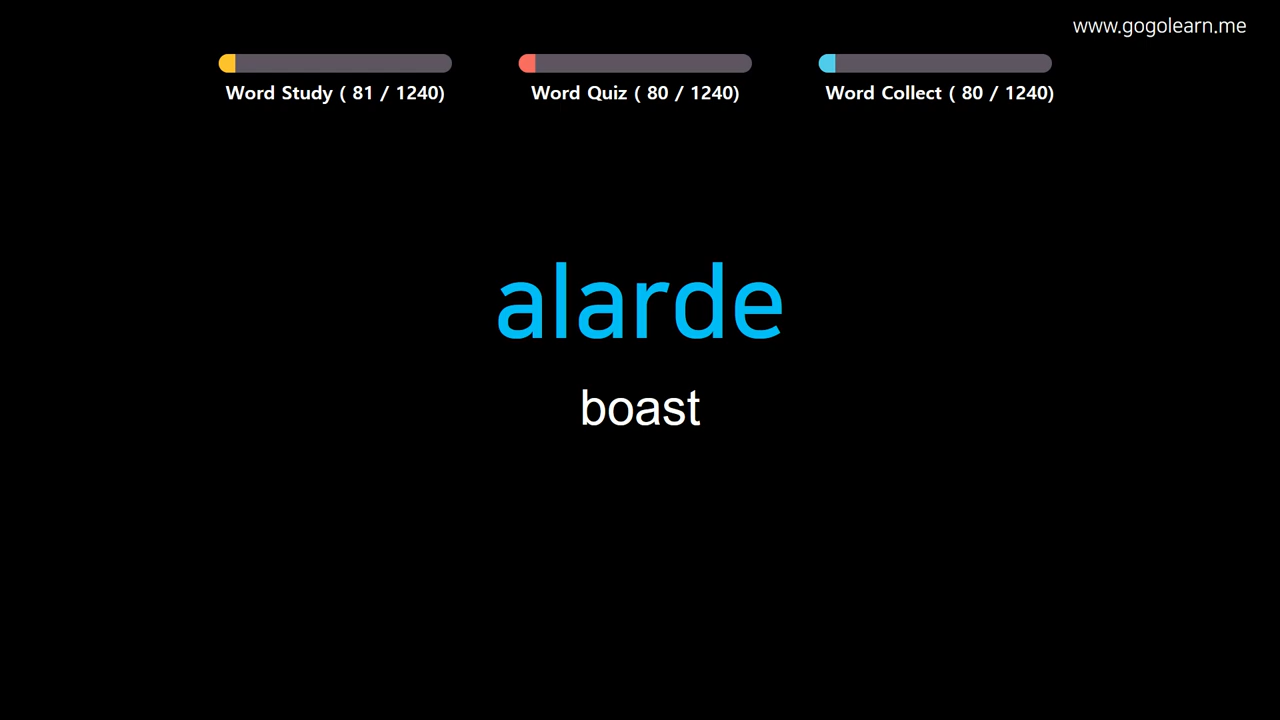 www.gogolearn.me
Word Study ( 81 / 1240)
Word Quiz ( 80 / 1240)
Word Collect ( 80 / 1240)
alarde
boast